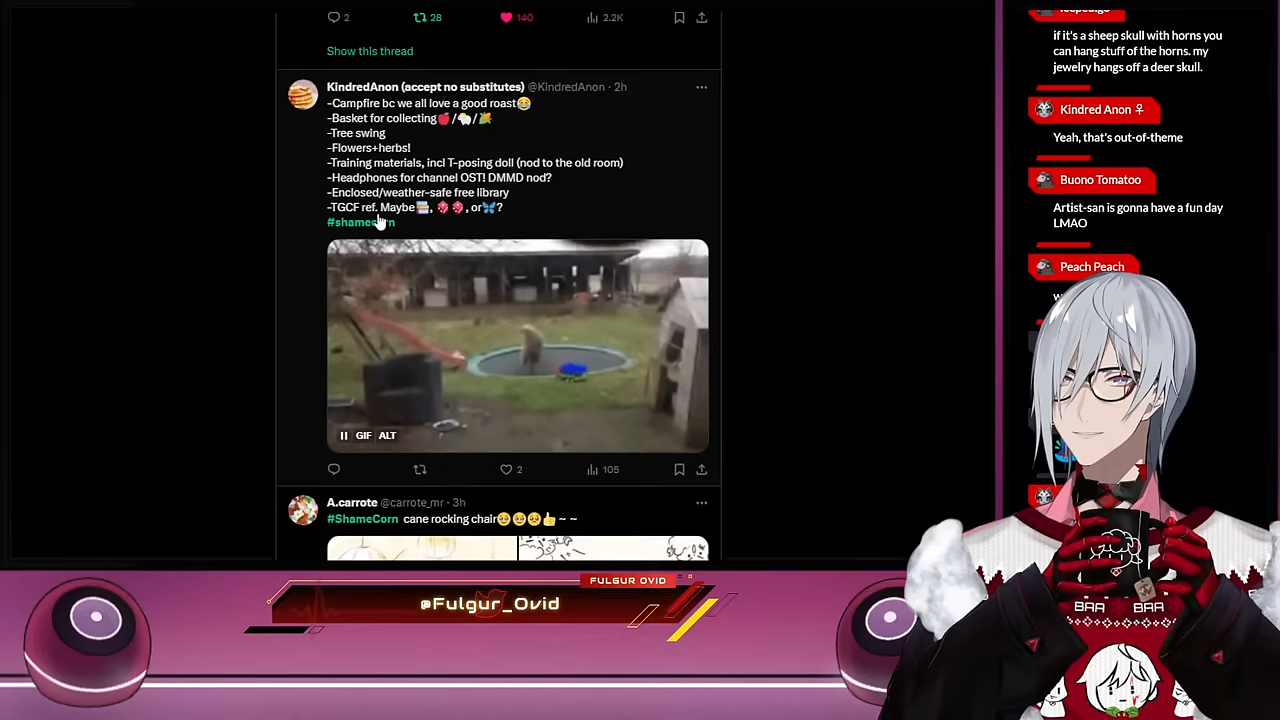 2
28
140
2.2K
Show this thread
KindredAnon (accept no substitutes) @KindredAnon · 2h
-Campfire bc we all love a good roast😂
-Basket for collecting🍎/🐑/🌽
-Tree swing
-Flowers+herbs!
-Training materials, incl T-posing doll (nod to the old room)
-Headphones for channel OST! DMMD nod?
-Enclosed/weather-safe free library
-TGCF ref. Maybe📚, 🎲🎲, or🦋?
#shamecorn
GIF ALT
2
105
A.carrote @carrote_mr · 3h
#ShameCorn cane rocking chair🥺🥺🥺👍~ ~
if it's a sheep skull with horns you
can hang stuff of the horns. my
jewelry hangs off a deer skull.
Kindred Anon
Yeah, that's out-of-theme
Buono Tomatoo
Artist-san is gonna have a fun day
LMAO
Peach Peach
FULGUR OVID
@Fulgur_Ovid
BAA BAA